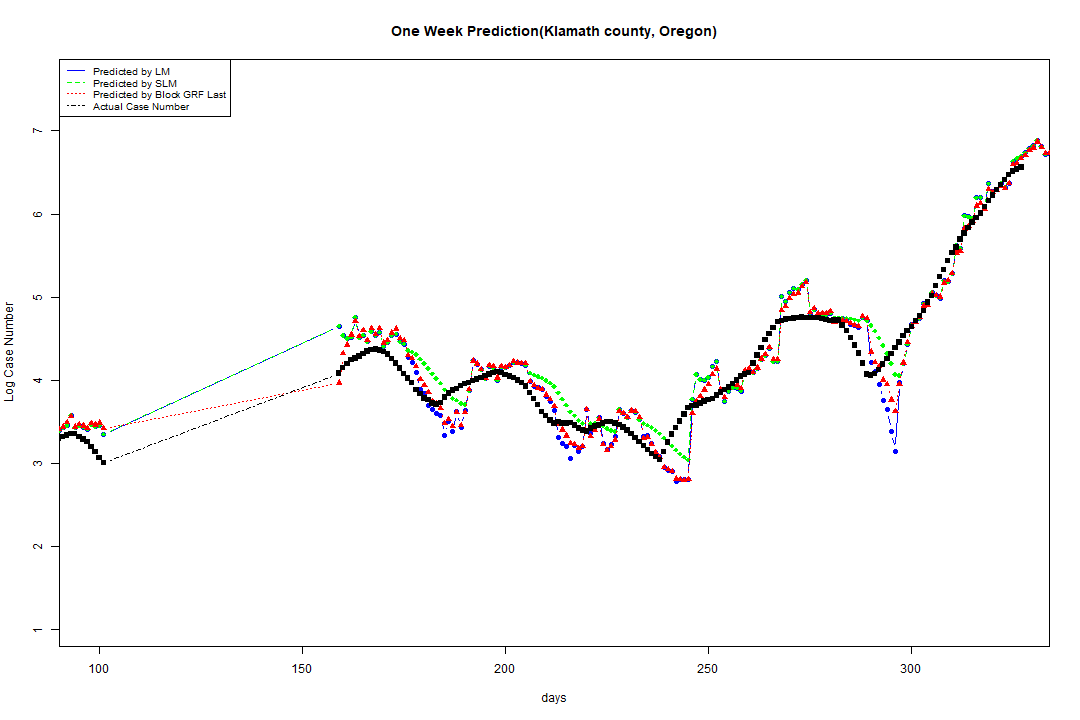 One Week Prediction(Klamath county, Oregon)
Predicted by LM
Predicted by SLM
Predicted by Block GRF Last
Actual Case Number
7
6
5
4
3
2
1
Log Case Number
100 150 200 250 300
days